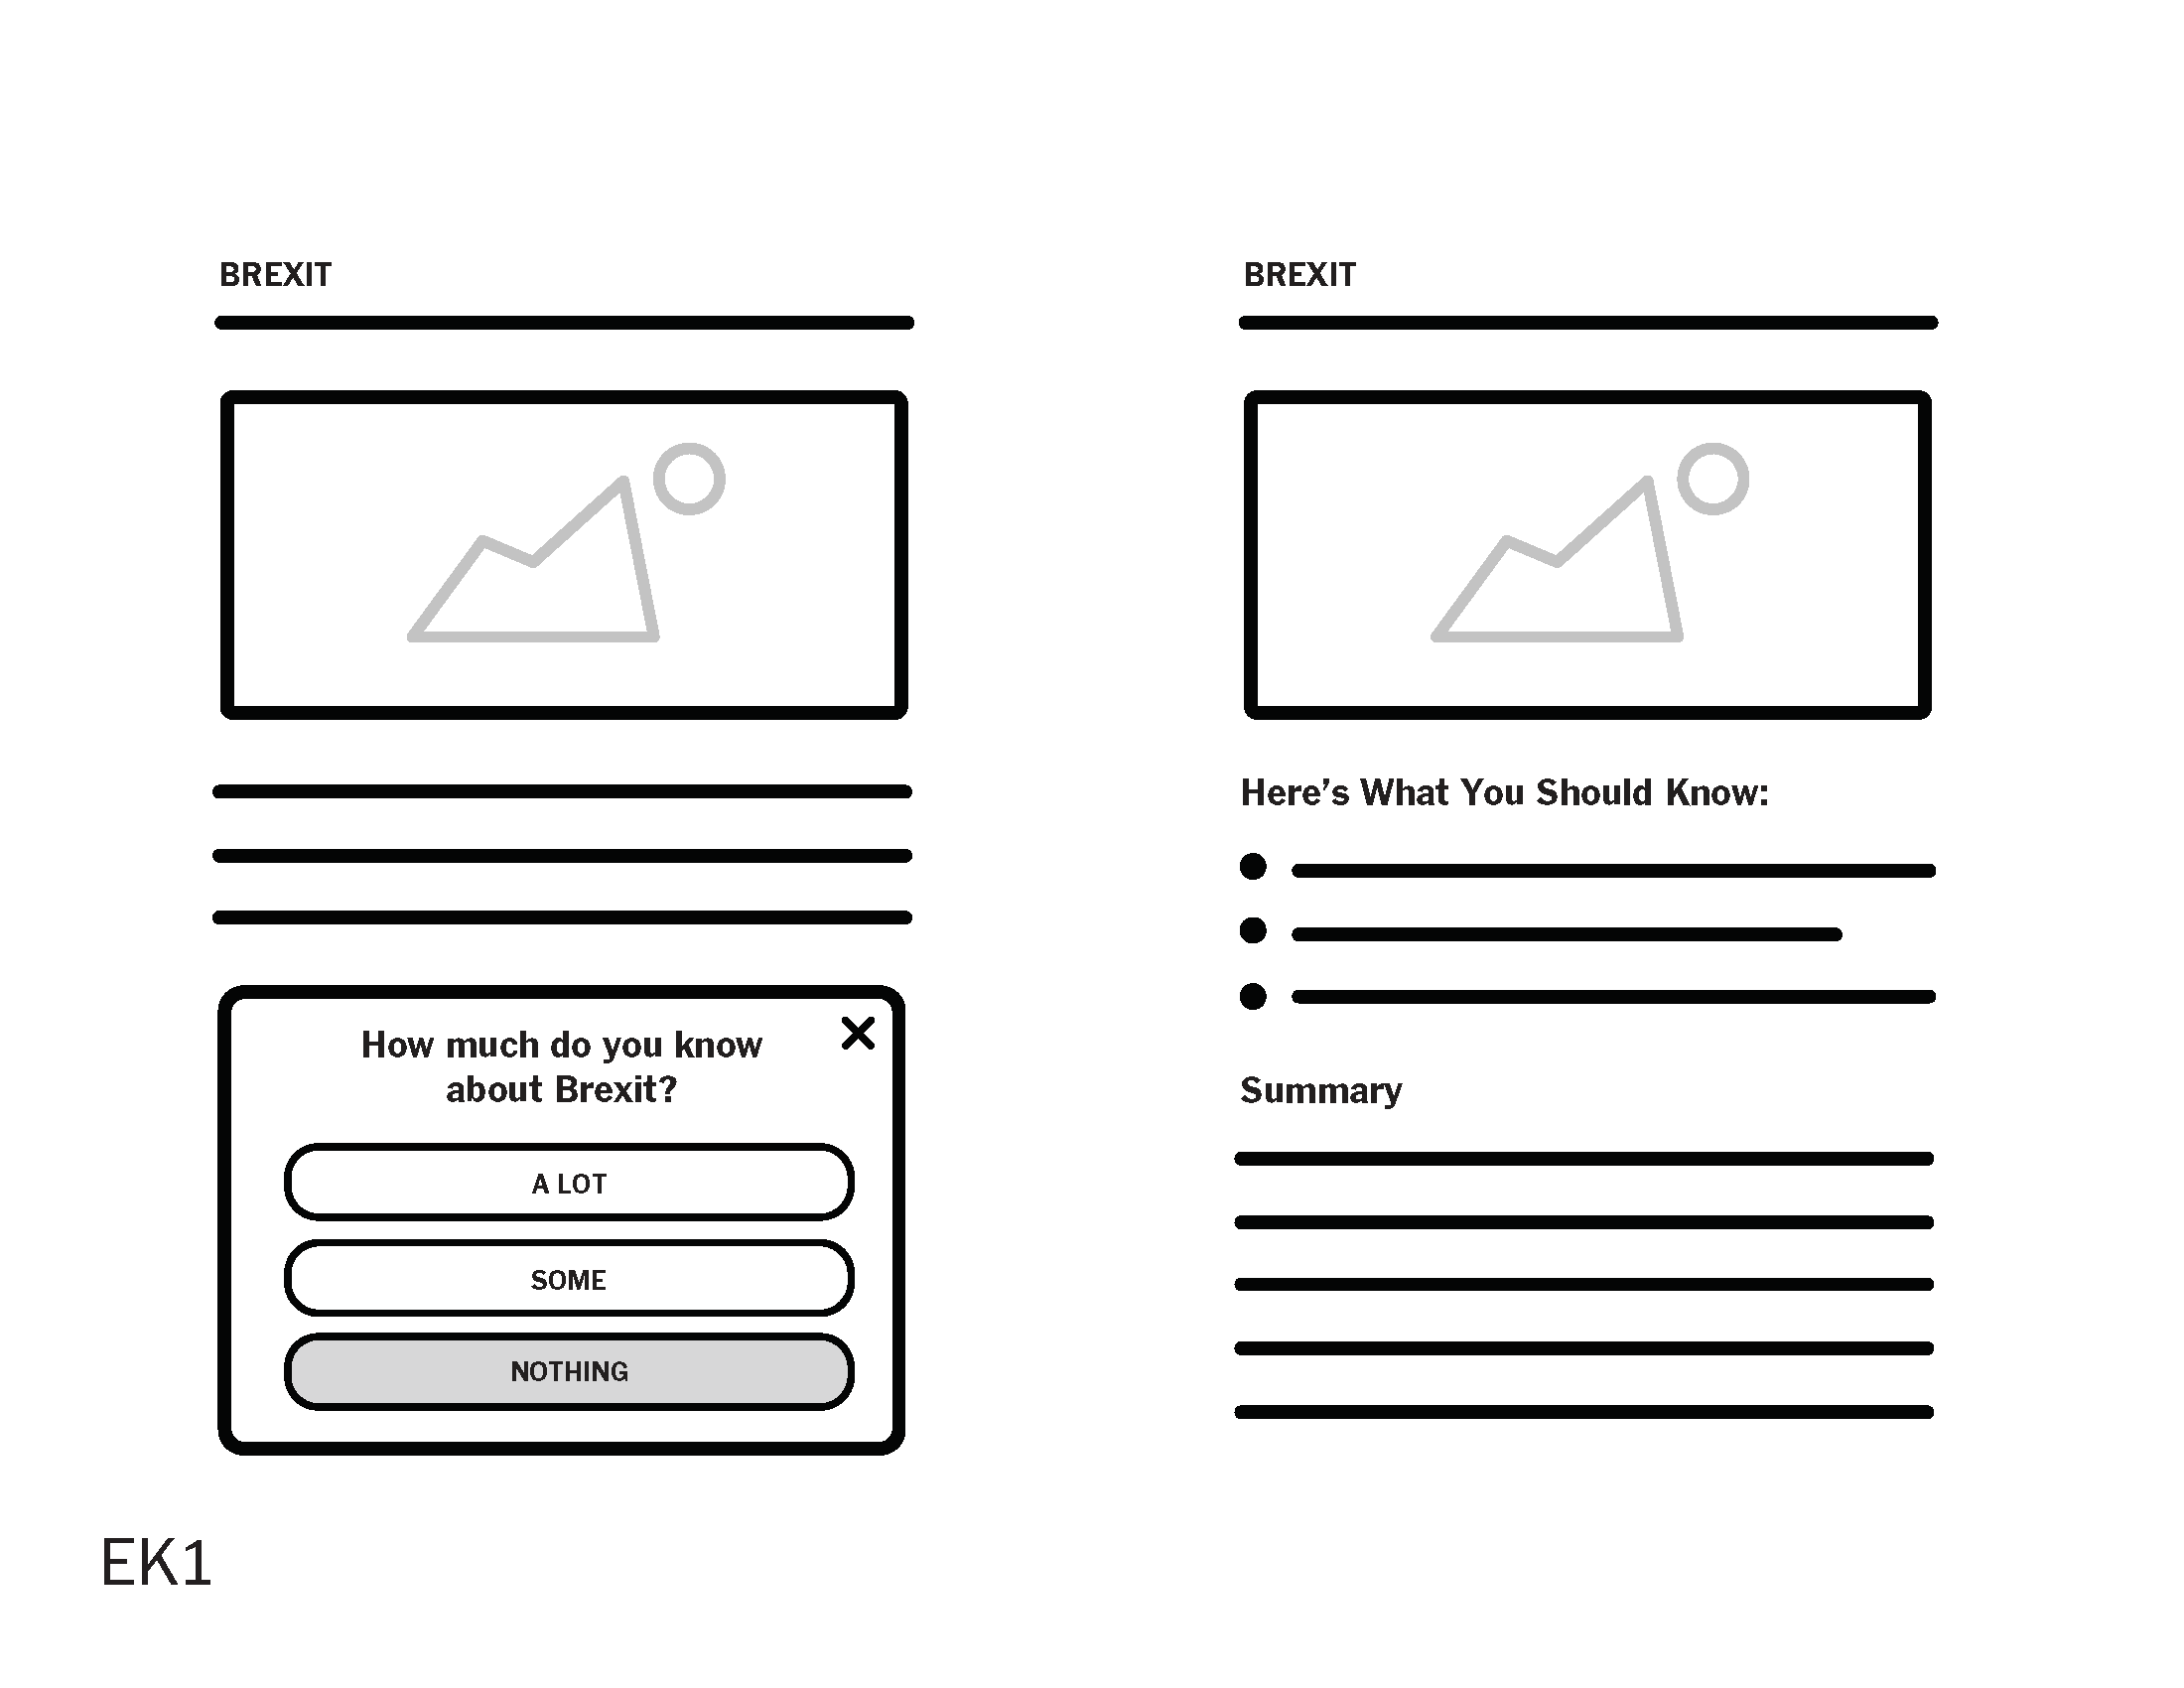 BREXIT
How much do you know
about Brexit?
A LOT
SOME
NOTHING
BREXIT
Here’s What You Should Know:
Summary
EK1